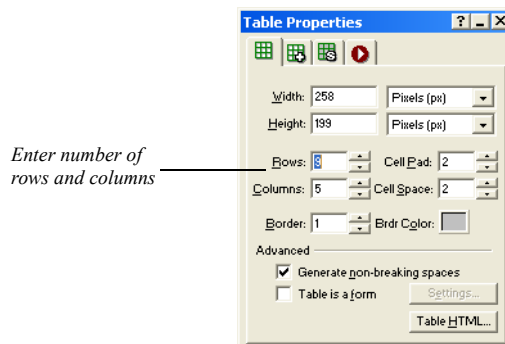 Table Properties
Width: 258 Pixels (px)
Height: 199 Pixels (px)
Enter number of
rows and columns
Rows: 9 Cell Pad: 2
Columns: 5 Cell Space: 2
Border: 1 Brdr Color:
Advanced
Generate non-breaking spaces
Table is a form Settings...
Table HTML...